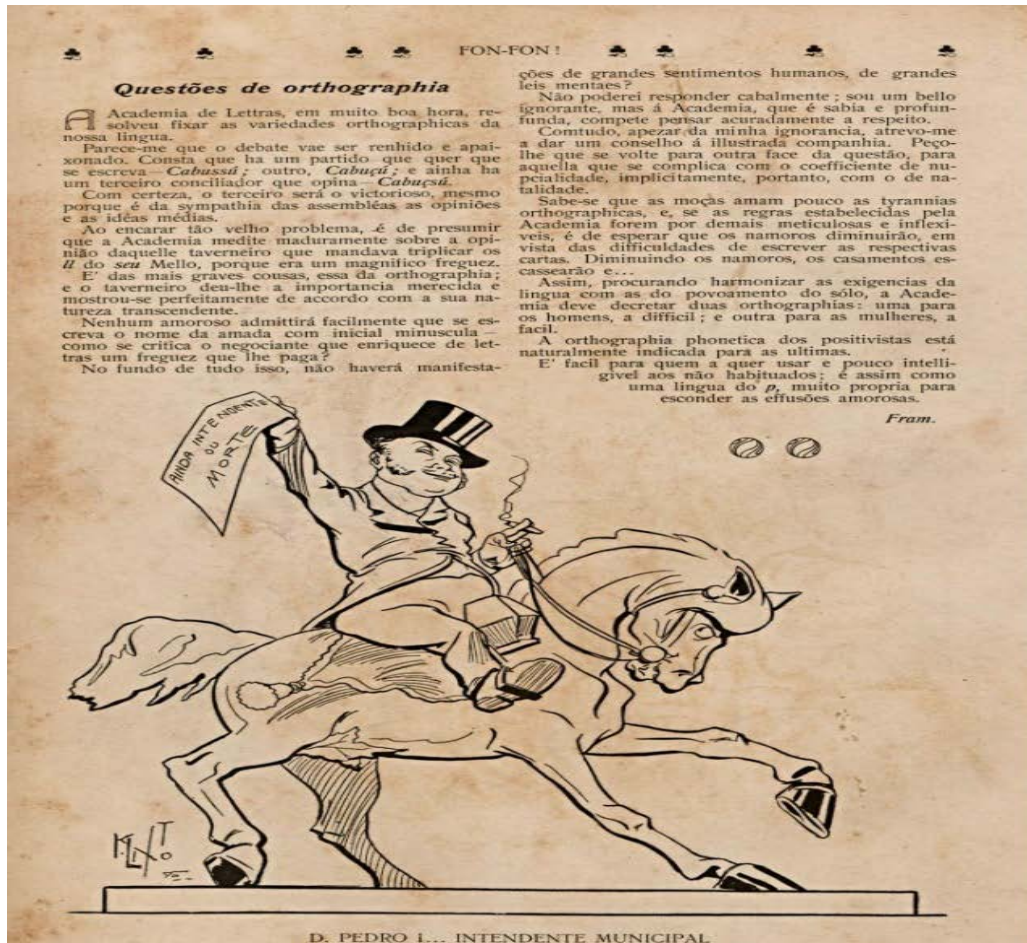 FON-FON !
Questões de orthographia
A Academia de Lettras, em muito boa hora, re-
solveu fixar as variedades orthographicas da
nossa lingua.
Parece-me que o debate vae ser renhido e apai-
xonado. Consta que ha um partido que quer que
se escreva — Cabussú ; outro, Cabuçú ; e ainha ha
um terceiro conciliador que opina — Cabuçsú.
Com certeza, o terceiro será o victorioso, mesmo
porque é da sympathia das assembléas as opiniões
e as idéas médias.
Ao encarar tão velho problema, é de presumir
que a Academia medite maduramente sobre a opi-
nião daquelle taverneiro que mandava triplicar os
ll do seu Mello, porque era um magnifico freguez.
E' das mais graves cousas, essa da orthographia ;
e o taverneiro deu-lhe a importancia merecida e
mostrou-se perfeitamente de accordo com a sua na-
tureza transcendente.
Nenhum amoroso admittirá facilmente que se es-
creva o nome da amada com inicial minuscula —
como se critica o negociante que enriquece de let-
tras um freguez que lhe paga ?
No fundo de tudo isso, não haverá manifesta-
ções de grandes sentimentos humanos, de grandes
leis mentaes ?
Não poderei responder cabalmente ; sou um bello
ignorante, mas á Academia, que é sabia e profun-
funda, compete pensar acuradamente a respeito.
Comtudo, apezar da minha ignorancia, atrevo-me
a dar um conselho á illustrada companhia. Peço-
lhe que se volte para outra face da questão, para
aquella que se complica com o coefficiente de nu-
pcialidade, implicitamente, portanto, com o de na-
talidade.
Sabe-se que as moças amam pouco as tyrannias
orthographicas, e, se as regras estabelecidas pela
Academia forem por demais meticulosas e inflexi-
veis, é de esperar que os namoros diminuirão, em
vista das difficuldades de escrever as respectivas
cartas. Diminuindo os namoros, os casamentos es-
cassearão e...
Assim, procurando harmonizar as exigencias da
lingua com as do povoamento do sólo, a Acade-
mia deve decretar duas orthographias : uma para
os homens, a difficil ; e outra para as mulheres, a
facil.
A orthographia phonetica dos positivistas está
naturalmente indicada para as ultimas.
E' facil para quem a quer usar e pouco intelli-
givel aos não habituados ; é assim como
uma lingua do p, muito propria para
esconder as effusões amorosas.
Fram.
AINDA INTENDENTE
OU
MORTE
D. PEDRO I... INTENDENTE MUNICIPAL